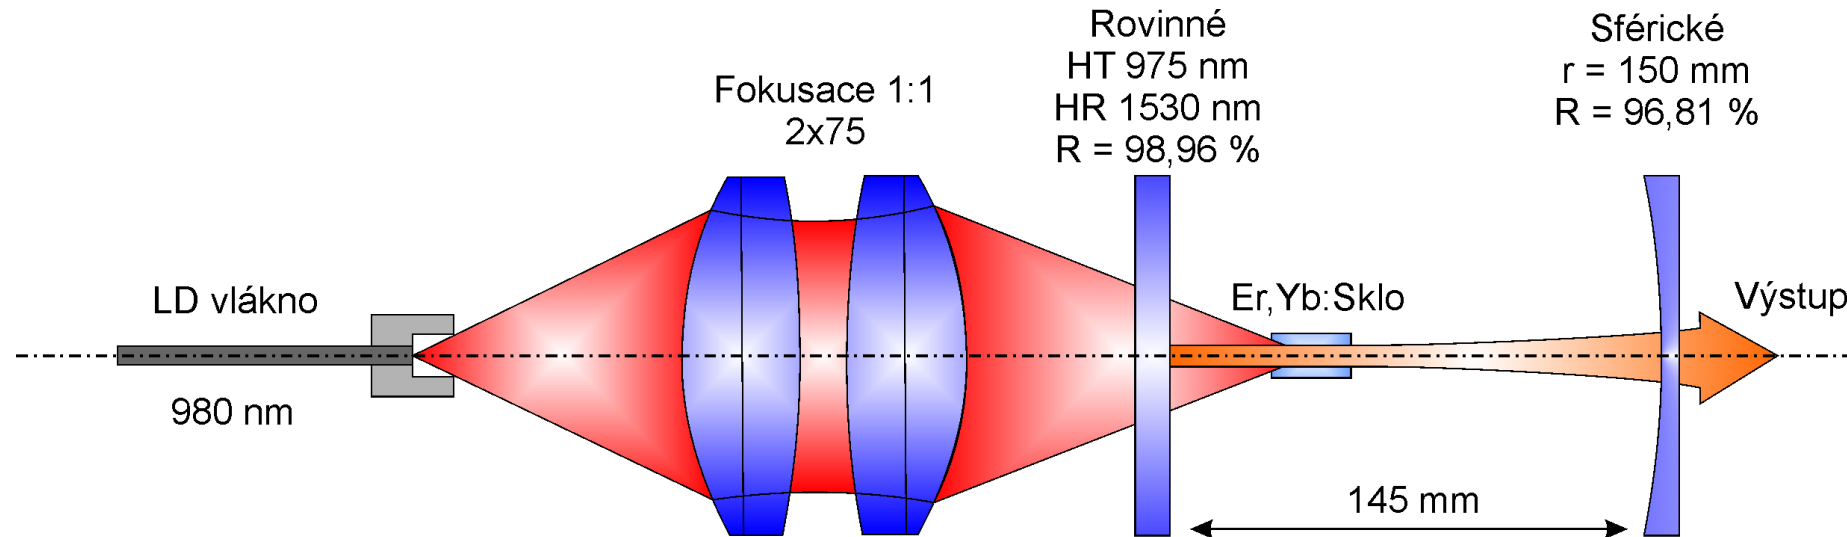 Rovinné
HT 975 nm
HR 1530 nm
R = 98,96 %
Sférické
r = 150 mm
R = 96,81 %
Fokusace 1:1
2x75
LD vlákno
980 nm
Er,Yb:Sklo
Výstup
145 mm